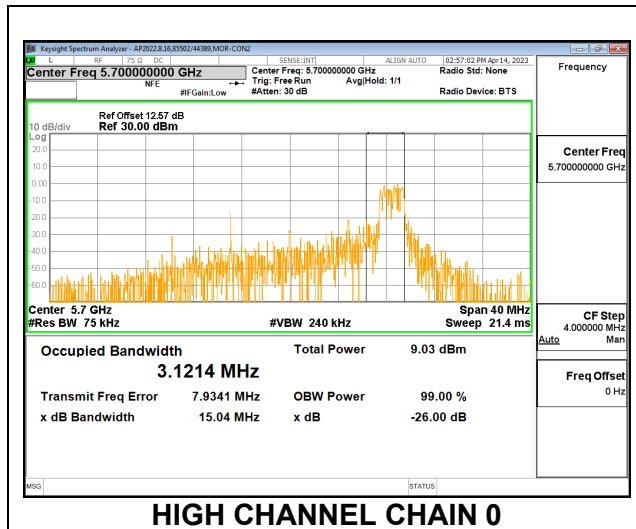 Keysight Spectrum Analyzer - AP2022.8.16,85502/44389,MOR-CON2
L RF 75 Ω DC SENSE:INT ALIGN AUTO 02:57:02 PM Apr 14, 2023
Center Freq 5.700000000 GHz Center Freq: 5.700000000 GHz Radio Std: None
NFE Trig: Free Run Avg|Hold: 1/1
#IFGain:Low #Atten: 30 dB Radio Device: BTS
Frequency
Ref Offset 12.57 dB
10 dB/div Ref 30.00 dBm
Log
20.0
10.0
0.00
-10.0
-20.0
-30.0
-40.0
-50.0
-60.0
Center 5.7 GHz Span 40 MHz
#Res BW 75 kHz #VBW 240 kHz Sweep 21.4 ms
Occupied Bandwidth Total Power 9.03 dBm
3.1214 MHz
Transmit Freq Error 7.9341 MHz OBW Power 99.00 %
x dB Bandwidth 15.04 MHz x dB -26.00 dB
Center Freq
5.700000000 GHz
CF Step
4.000000 MHz
Auto Man
Freq Offset
0 Hz
MSG STATUS
HIGH CHANNEL CHAIN 0